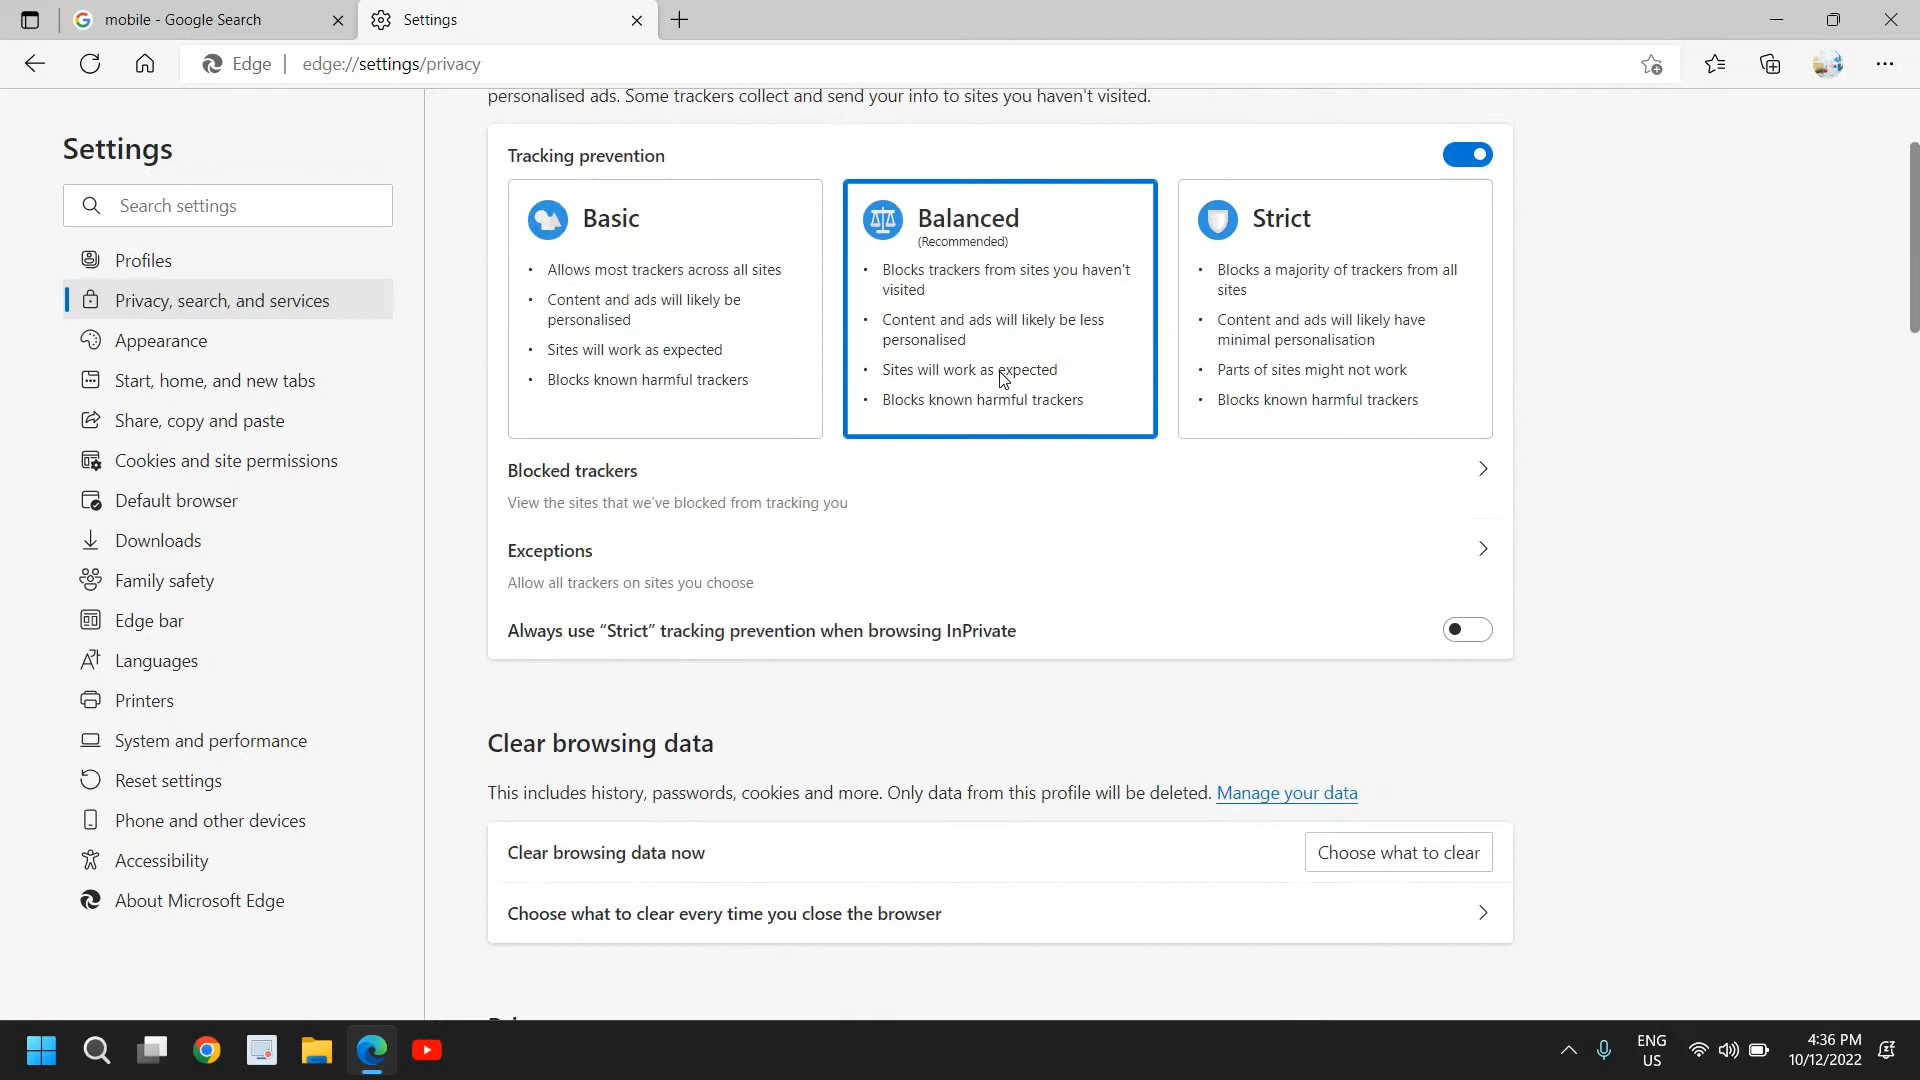 mobile - Google Search
Settings
Edge
edge://settings/privacy
personalised ads. Some trackers collect and send your info to sites you haven't visited.
Settings
Search settings
Profiles
Privacy, search, and services
Appearance
Start, home, and new tabs
Share, copy and paste
Cookies and site permissions
Default browser
Downloads
Family safety
Edge bar
Languages
Printers
System and performance
Reset settings
Phone and other devices
Accessibility
About Microsoft Edge
Tracking prevention
Basic
• Allows most trackers across all sites
• Content and ads will likely be
personalised
• Sites will work as expected
• Blocks known harmful trackers
Balanced
(Recommended)
• Blocks trackers from sites you haven't
visited
• Content and ads will likely be less
personalised
• Sites will work as expected
• Blocks known harmful trackers
Strict
• Blocks a majority of trackers from all
sites
• Content and ads will likely have
minimal personalisation
• Parts of sites might not work
• Blocks known harmful trackers
Blocked trackers
View the sites that we've blocked from tracking you
Exceptions
Allow all trackers on sites you choose
Always use “Strict” tracking prevention when browsing InPrivate
Clear browsing data
This includes history, passwords, cookies and more. Only data from this profile will be deleted. Manage your data
Clear browsing data now
Choose what to clear
Choose what to clear every time you close the browser
ENG
US
4:36 PM
10/12/2022